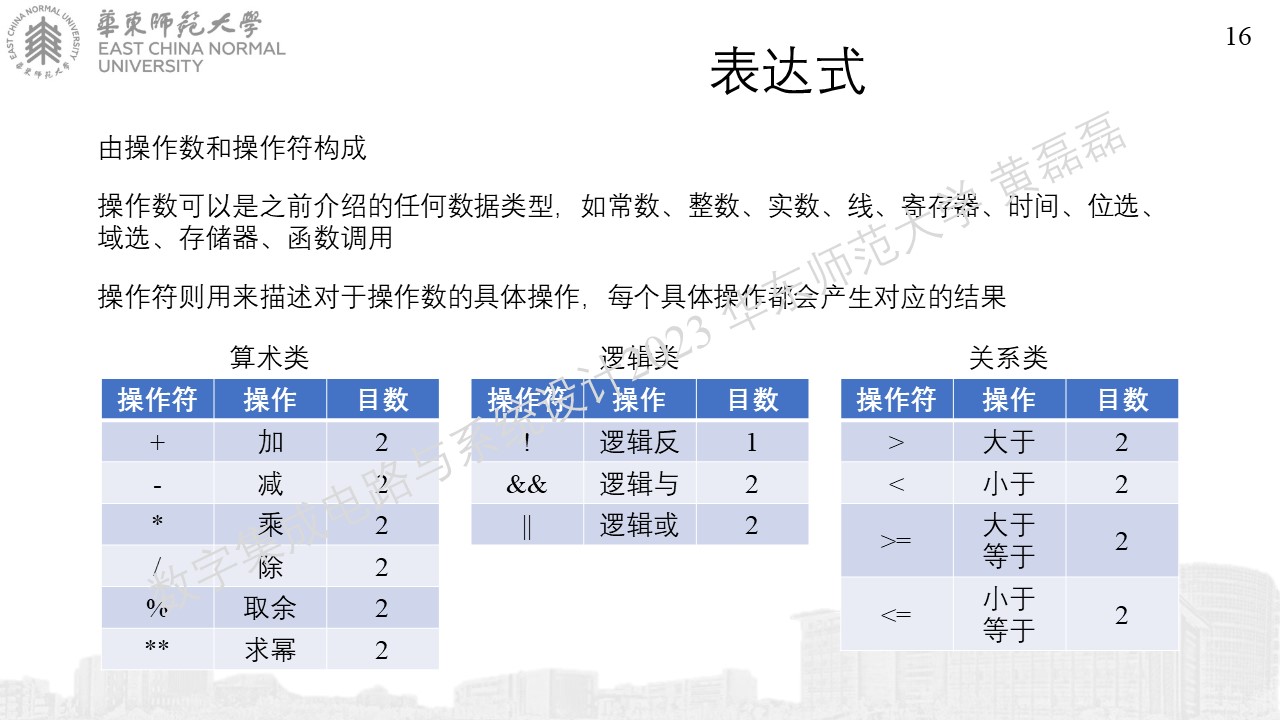 華東師範大學
EAST CHINA NORMAL
UNIVERSITY
EAST CHINA NORMAL UNIVERSITY
華東师范大学
16
表达式
由操作数和操作符构成
操作数可以是之前介绍的任何数据类型，如常数、整数、实数、线、寄存器、时间、位选、
域选、存储器、函数调用
操作符则用来描述对于操作数的具体操作，每个具体操作都会产生对应的结果
算术类
操作符 操作 目数
+ 加 2
- 减 2
* 乘 2
/ 除 2
% 取余 2
** 求幂 2
逻辑类
操作符 操作 目数
! 逻辑反 1
&& 逻辑与 2
|| 逻辑或 2
关系类
操作符 操作 目数
> 大于 2
< 小于 2
>= 大于
等于 2
<= 小于
等于 2
数字集成电路与系统设计2023 华东师范大学 黄磊磊